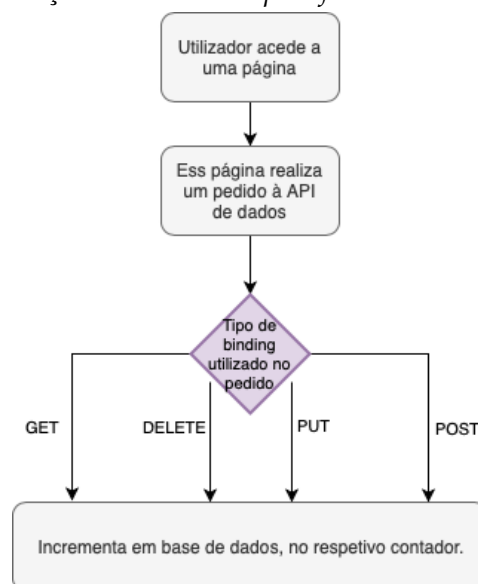 Utilizador acede a
uma página
Ess página realiza
um pedido à API
de dados
Tipo de
binding
utilizado no
pedido
GET
DELETE
PUT
POST
Incrementa em base de dados, no respetivo contador.